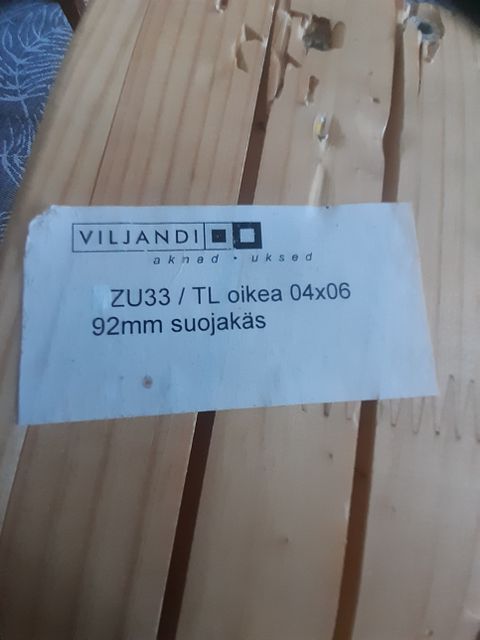 VILJANDI
aknad • uksed
ZU33 / TL oikea 04x06
92mm suojakäs